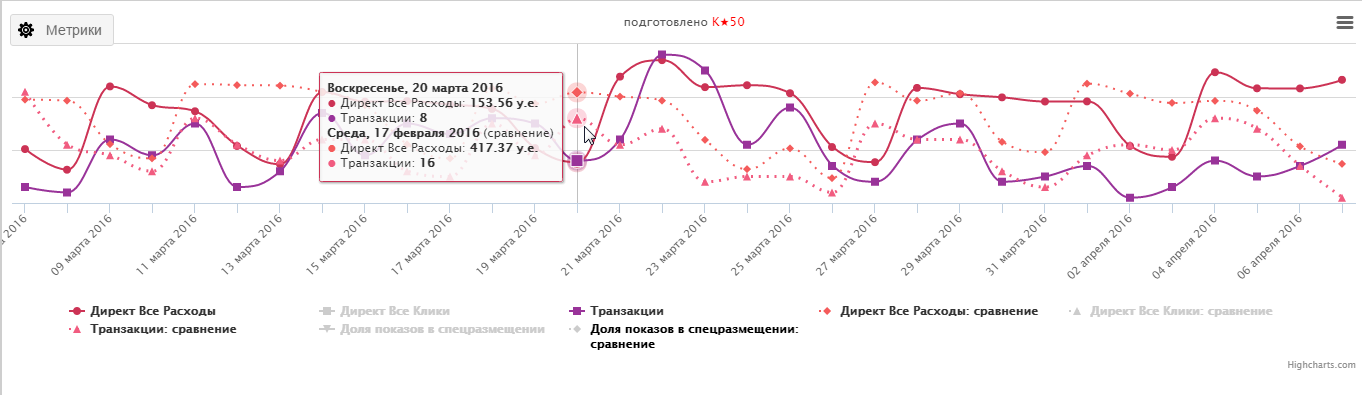 подготовлено K★50
Метрики
Воскресенье, 20 марта 2016
Директ Все Расходы: 153.56 у.е.
Транзакции: 8
Среда, 17 февраля 2016 (сравнение)
Директ Все Расходы: 417.37 у.е.
Транзакции: 16
2016
09 марта 2016
11 марта 2016
13 марта 2016
15 марта 2016
17 марта 2016
19 марта 2016
21 марта 2016
23 марта 2016
25 марта 2016
27 марта 2016
29 марта 2016
31 марта 2016
02 апреля 2016
04 апреля 2016
06 апреля 2016
Директ Все Расходы
Директ Все Клики
Транзакции
Директ Все Расходы: сравнение
Директ Все Клики: сравнение
Транзакции: сравнение
Доля показов в спецразмещении
Доля показов в спецразмещении:
сравнение
Highcharts.com